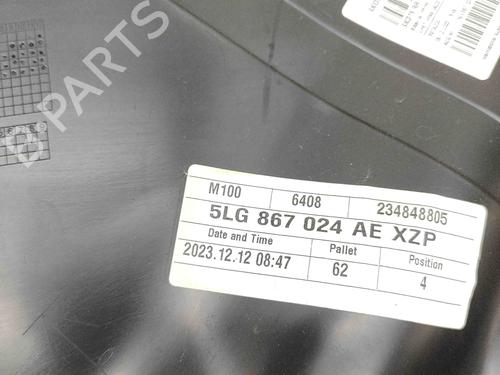 B-PARTS
M100 6408 234848805
5LG 867 024 AE XZP
Date and Time Pallet Position
2023.12.12 08:47 62 4